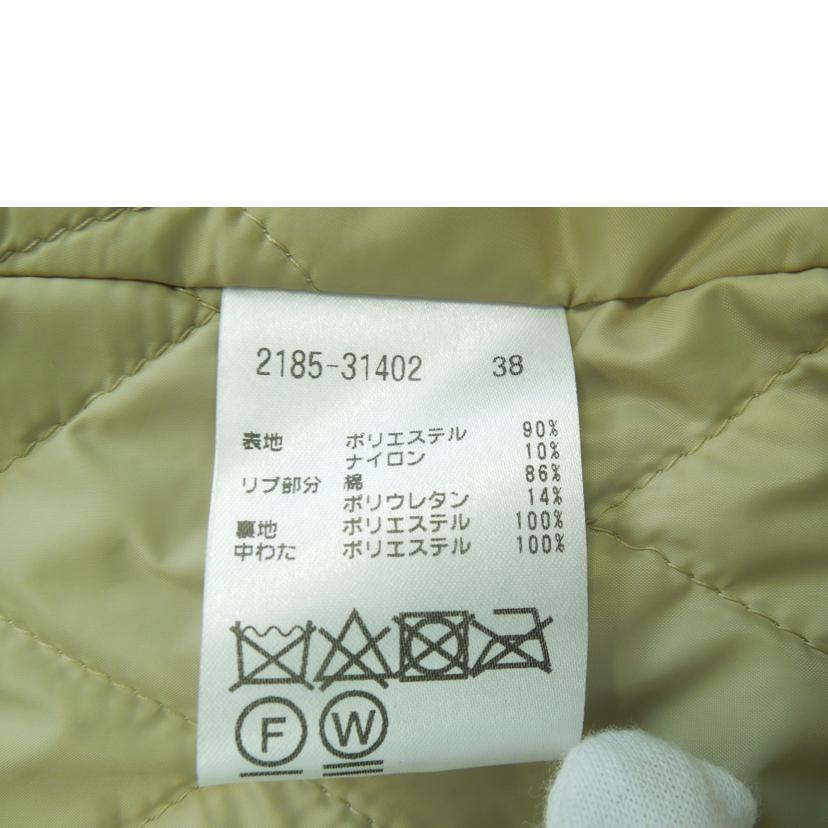 2185-31402 38
表地 ポリエステル 90%
ナイロン 10%
リブ部分 綿 86%
ポリウレタン 14%
裏地 ポリエステル 100%
中わた ポリエステル 100%
F W